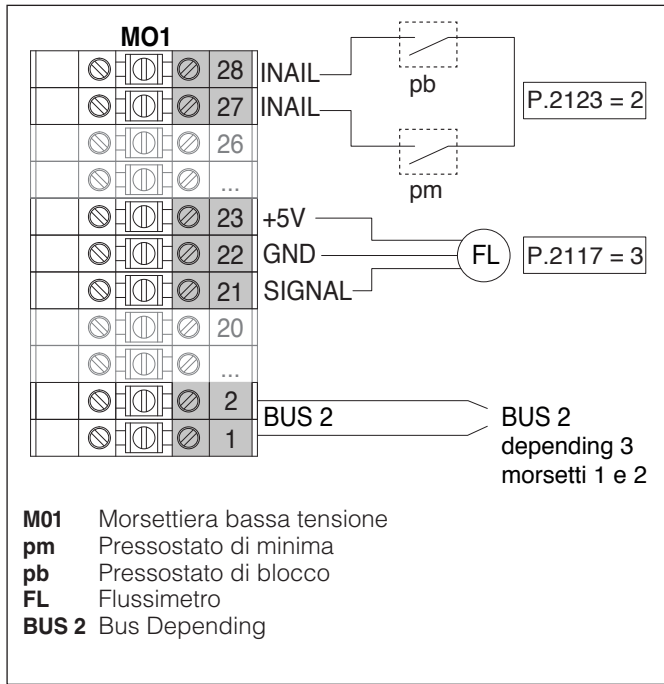 MO1
28 INAIL
pb
27 INAIL
P.2123 = 2
26
pm
...
23 +5V
22 GND
FL
P.2117 = 3
21 SIGNAL
20
...
2
BUS 2
1
BUS 2
depending 3
morsetti 1 e 2
M01 Morsettiera bassa tensione
pm Pressostato di minima
pb Pressostato di blocco
FL Flussimetro
BUS 2 Bus Depending